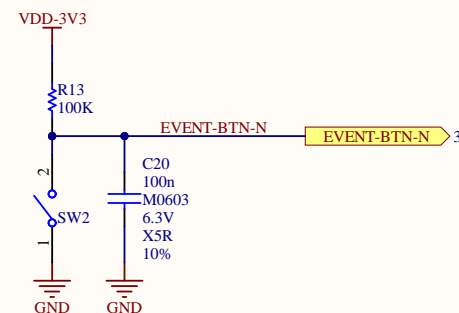 VDD-3V3
R13
100K
EVENT-BTN-N
EVENT-BTN-N
3
2
C20
100n
M0603
6.3V
X5R
10%
SW2
1
GND
GND